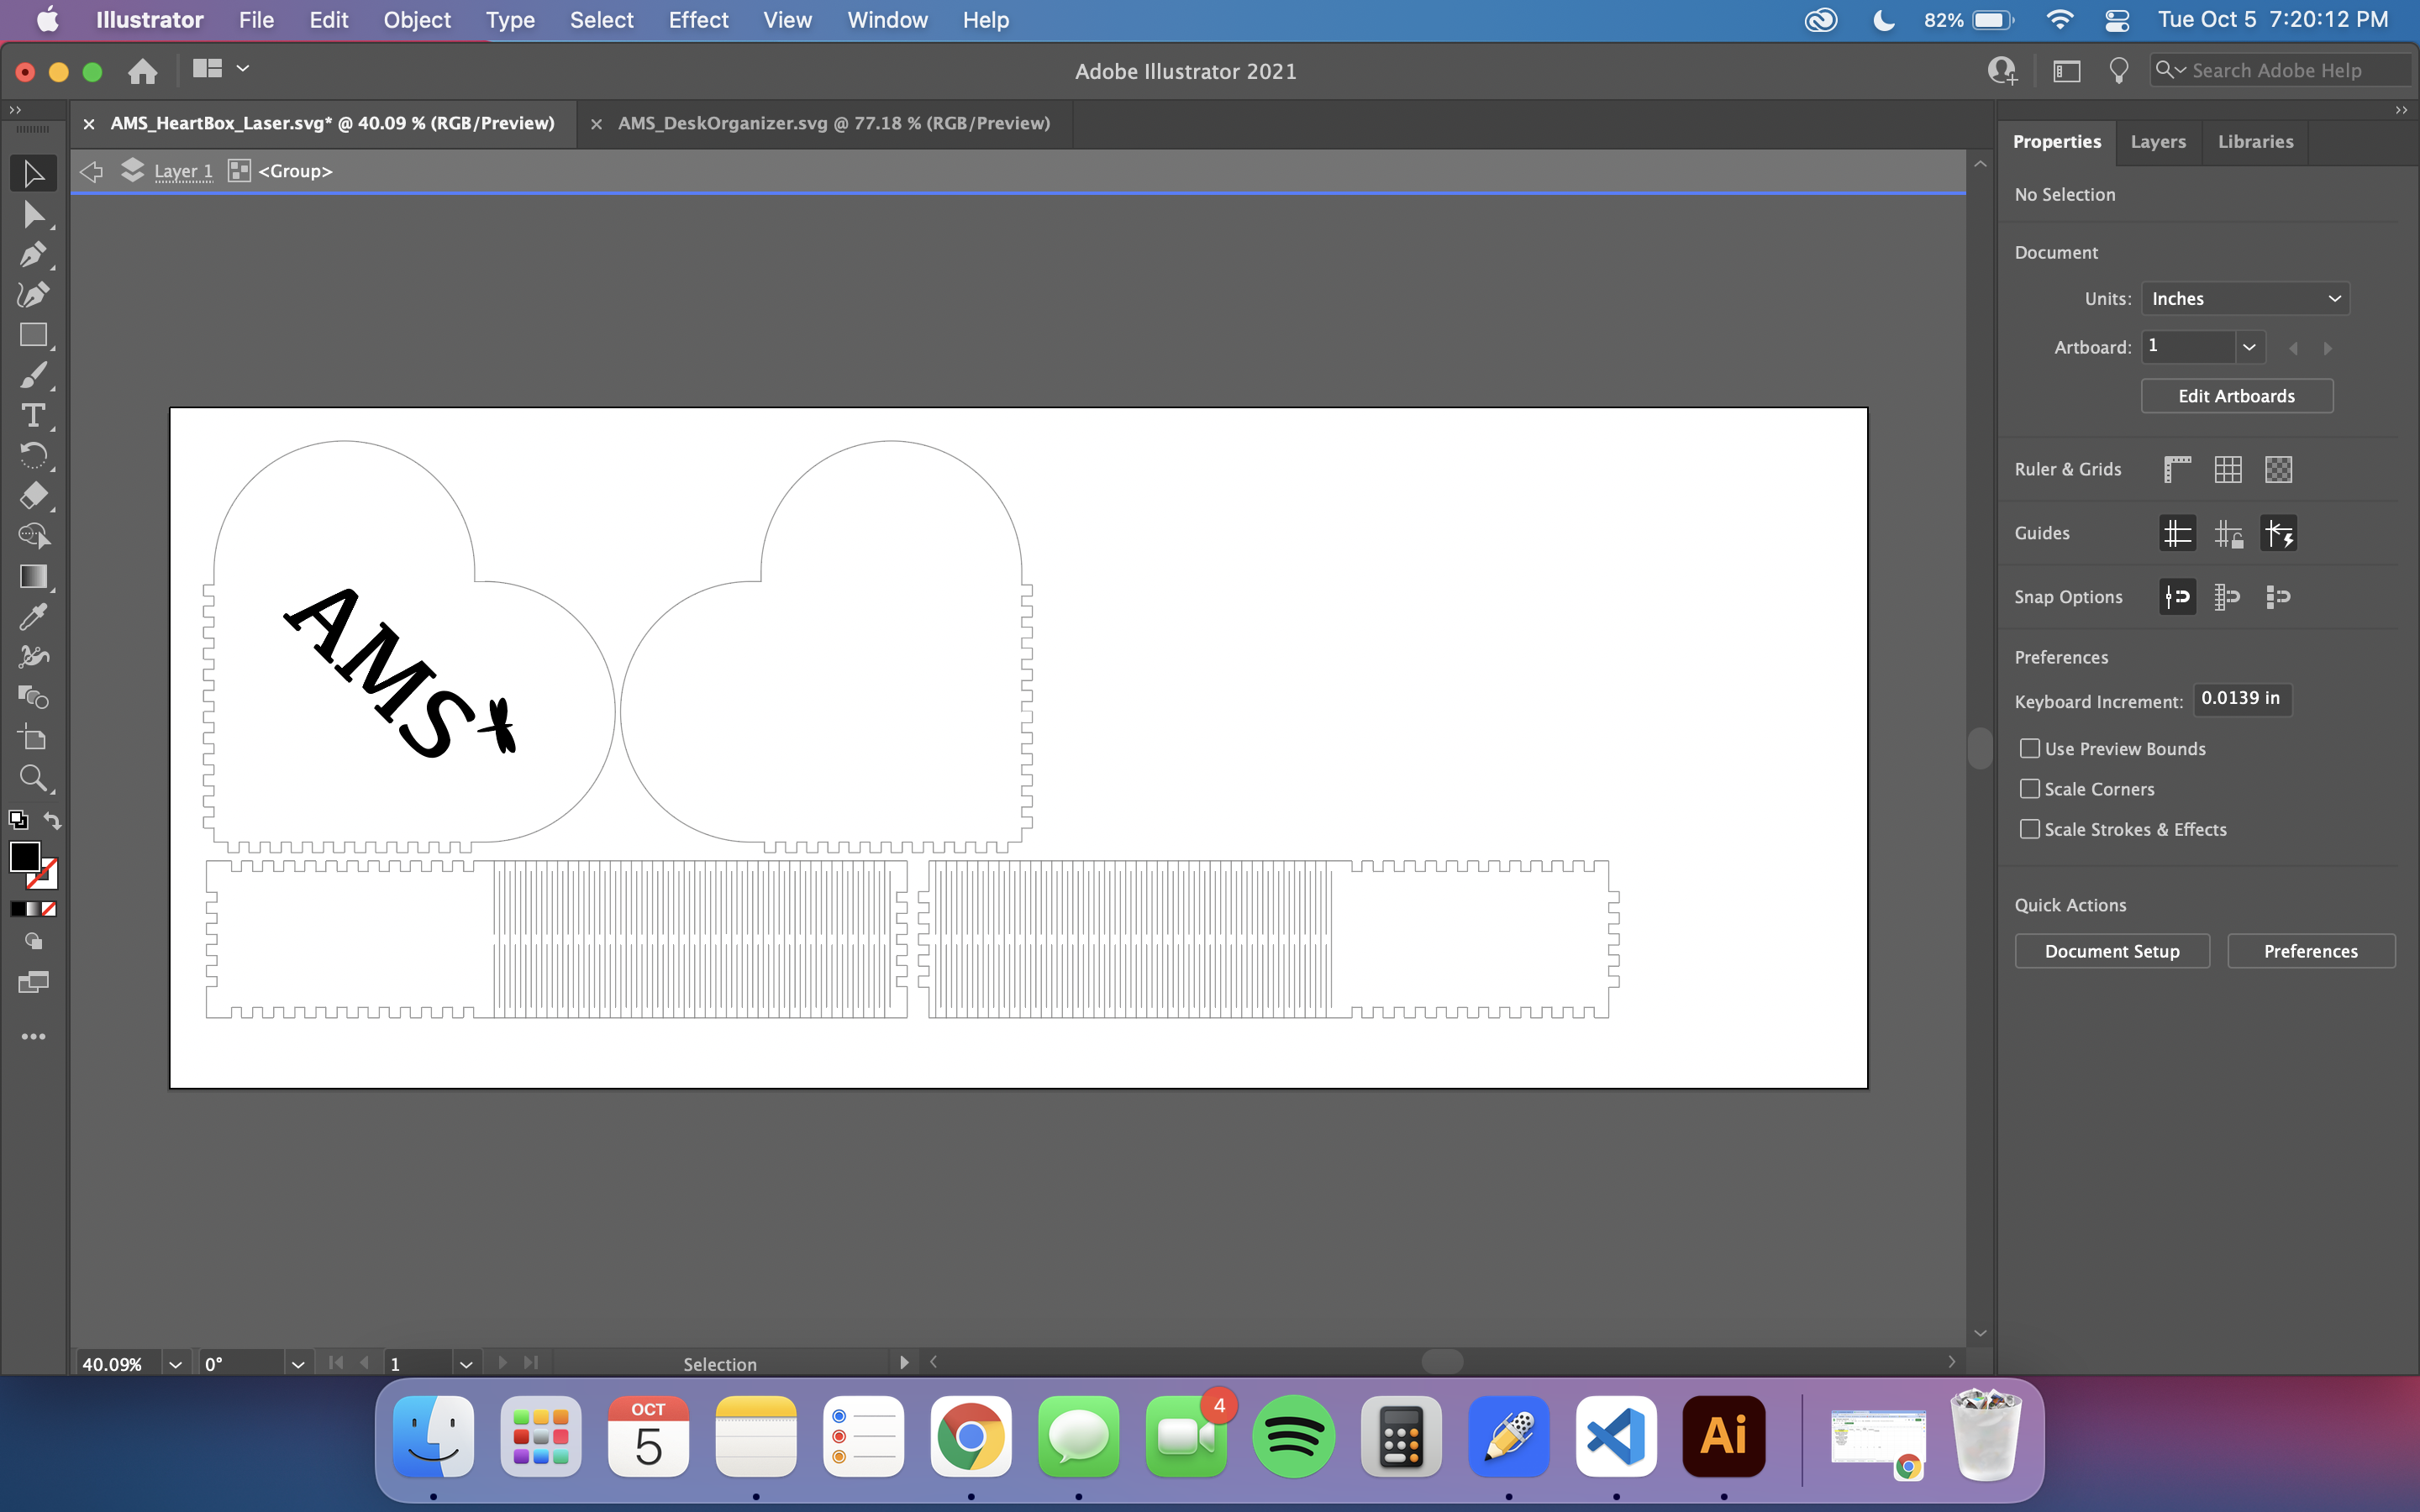 Illustrator File Edit Object Type Select Effect View Window Help 82% Tue Oct 5 7:20:12 PM
Adobe Illustrator 2021 Search Adobe Help
AMS_HeartBox_Laser.svg* @ 40.09 % (RGB/Preview) AMS_DeskOrganizer.svg @ 77.18 % (RGB/Preview)
Layer 1 <Group>
Properties Layers Libraries
No Selection
Document
Units: Inches
Artboard: 1
Edit Artboards
Ruler & Grids
Guides
Snap Options
Preferences
Keyboard Increment: 0.0139 in
Use Preview Bounds
Scale Corners
Scale Strokes & Effects
Quick Actions
Document Setup Preferences
AMS*
40.09% 0° 1 Selection
OCT
5
4
Ai